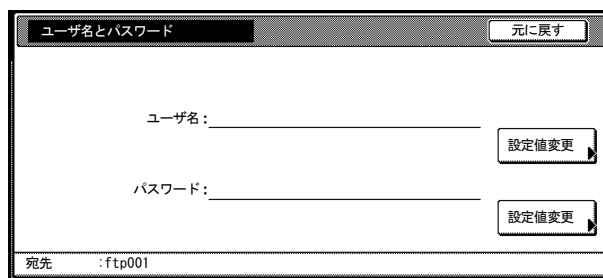 ユーザ名とパスワード 元に戻す
ユーザ名:
設定値変更
パスワード:
設定値変更
宛先 :ftp001